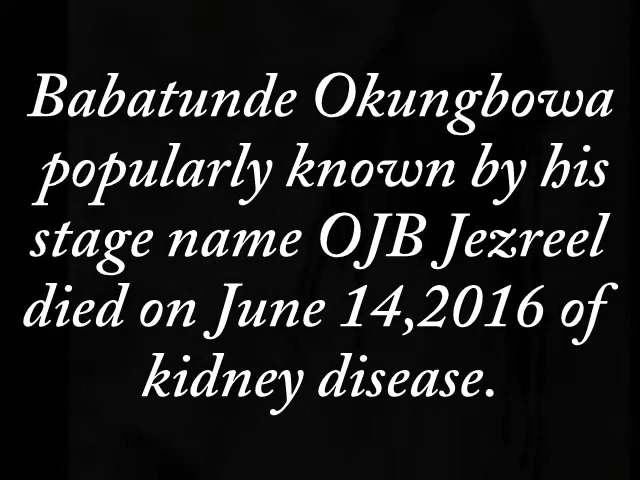 Babatunde Okungbowa
popularly known by his
stage name OJB Jezreel
died on June 14,2016 of
kidney disease.